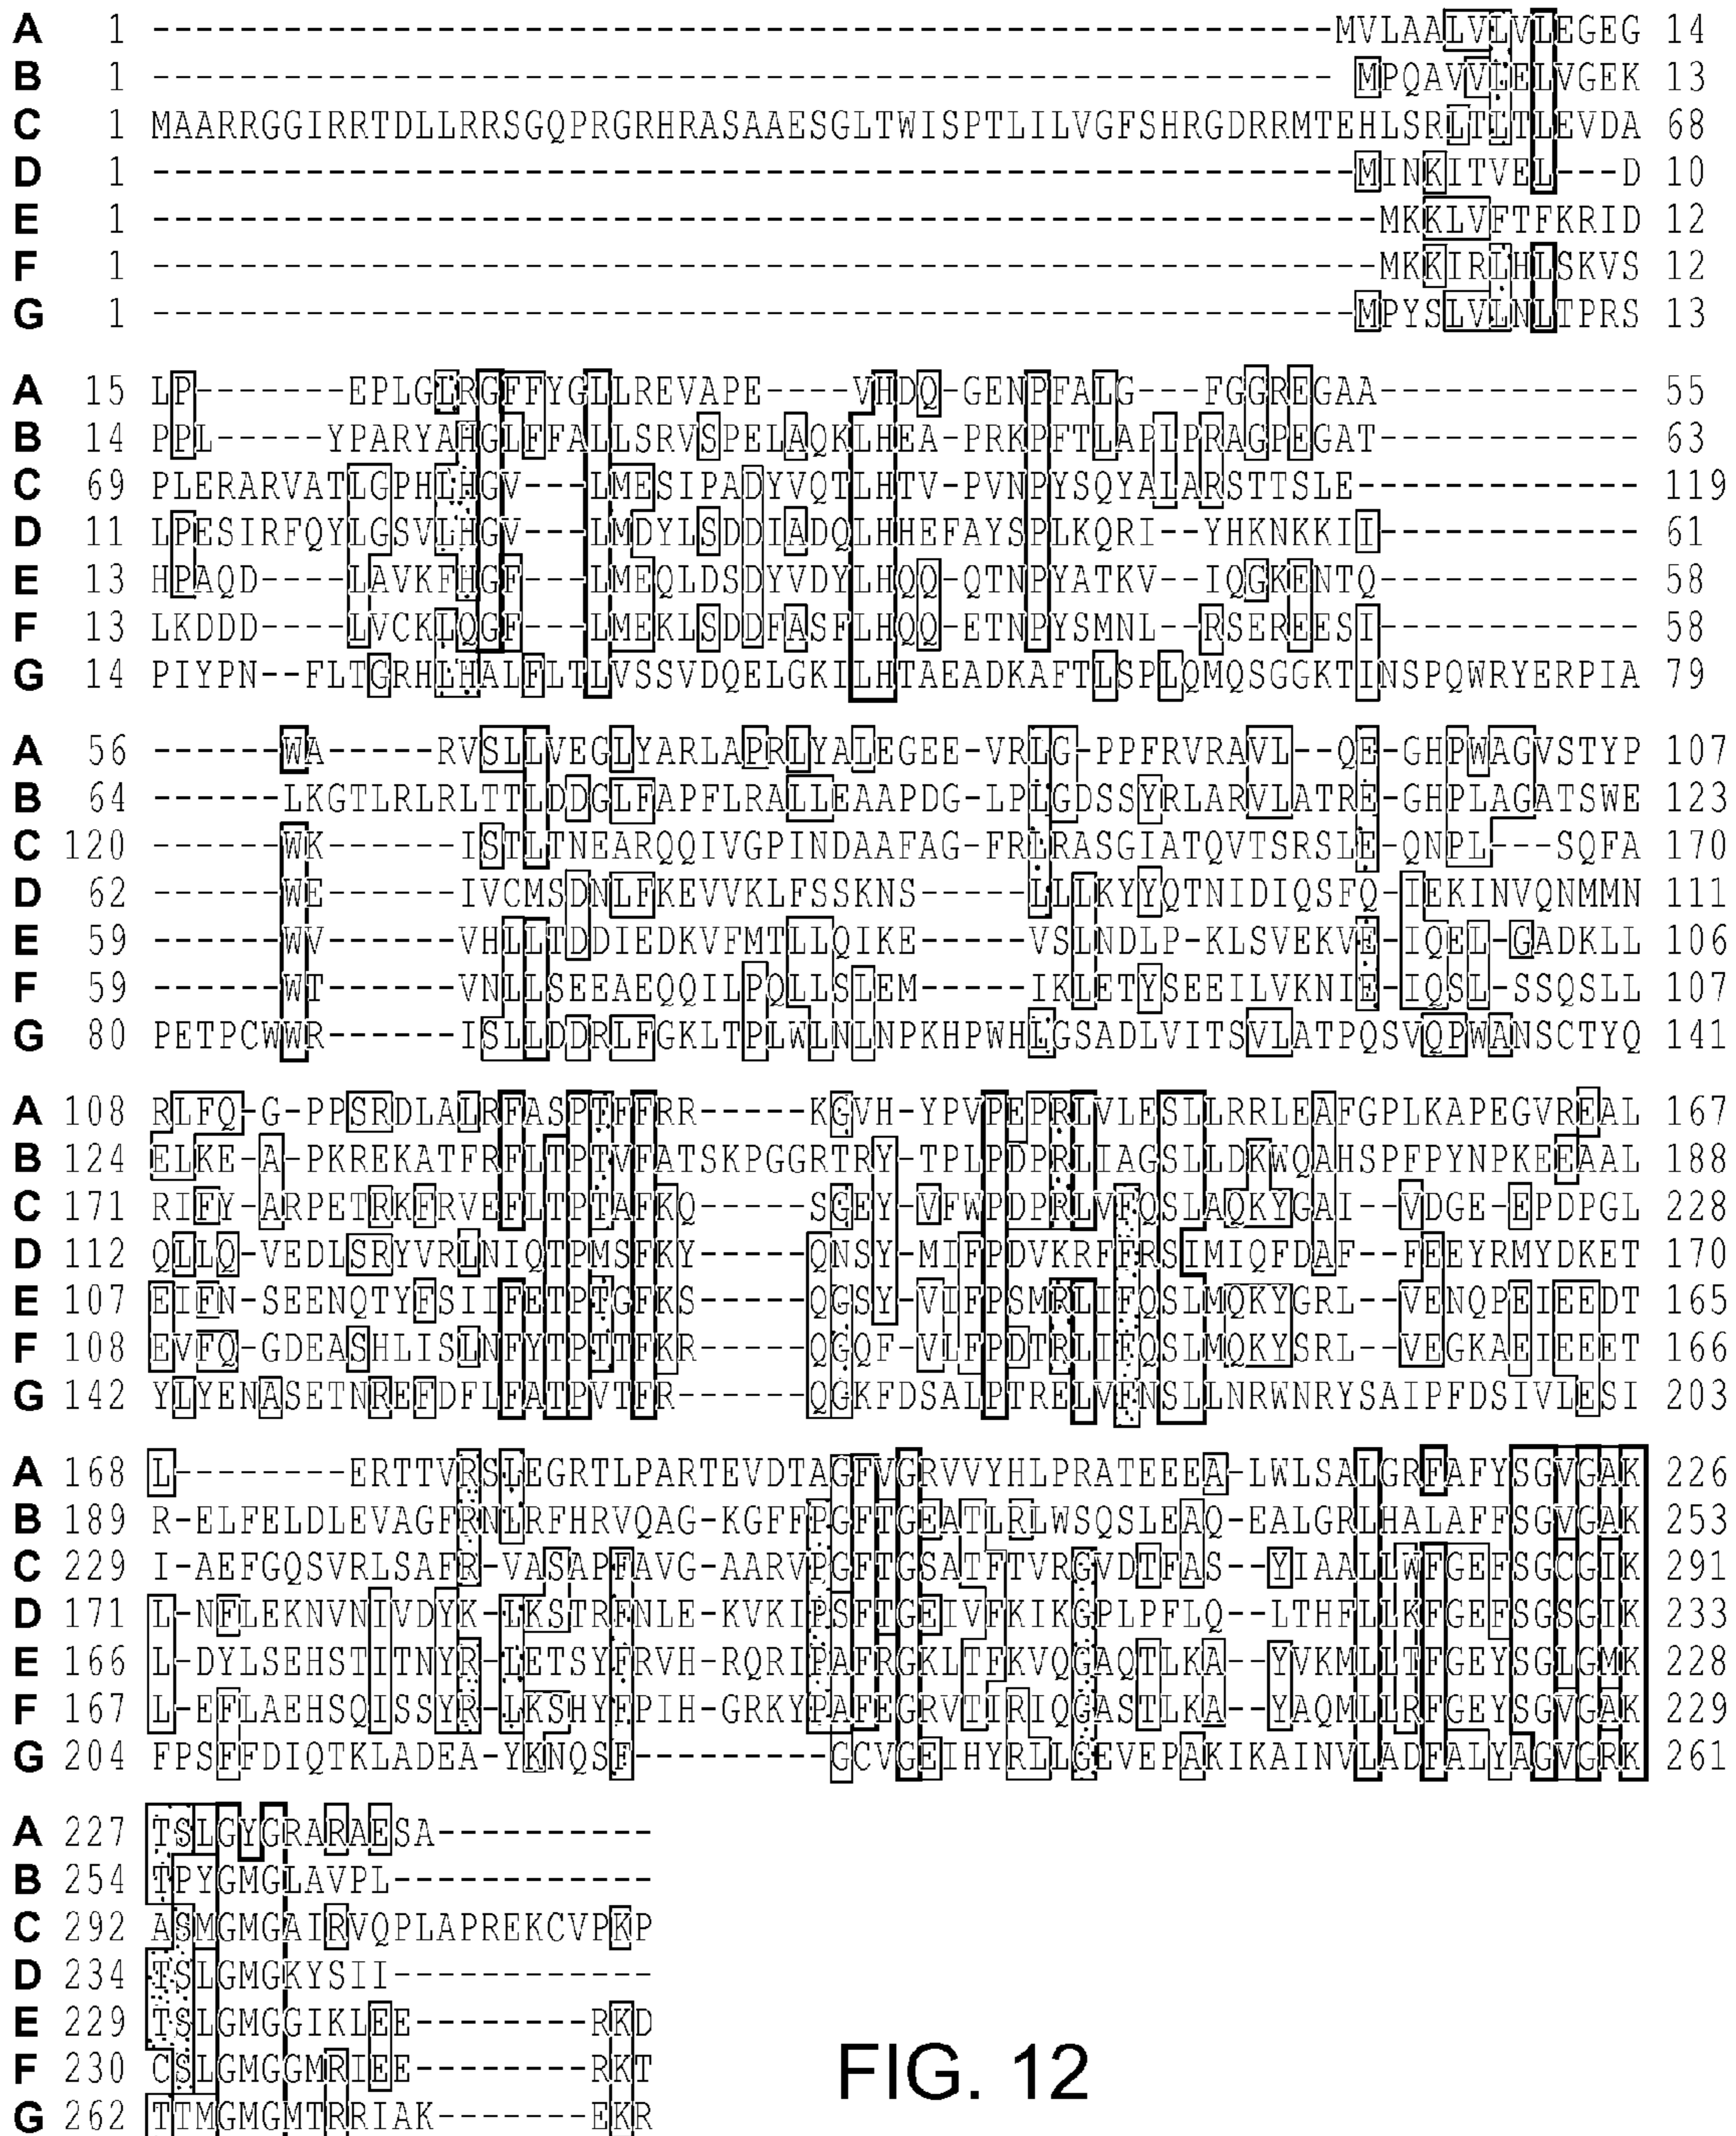 A 1 ------------------------------------------------------MVLAALVLVLEGEG 14
B 1 ------------------------------------------------------ MPQAVVLELVGEK 13
C 1 MAARRGGIRRTDLLRRSGQPRGRHRASAAESGLTWISPTLILVGFSHRGDRRMTEHLSRLTLTLEVDA 68
D 1 -------------------------------------------------------MINKITVEL---D 10
E 1 --------------------------------------------------------MKKLVFTFKRID 12
F 1 --------------------------------------------------------MKKIRLHLSKVS 12
G 1 -------------------------------------------------------MPYSLVLNLTPRS 13
A 15 LP-------EPLGLRGFFYGLLREVAPE----VHDQ-GENPFALG---FGGREGAA------------ 55
B 14 PPL-----YPARYAHGLFFALLSRVSPELAQKLHEA-PRKPFTLAPLPRAGPEGAT------------ 63
C 69 PLERARVATLGPHLHGV---LMESIPADYVQTLHTV-PVNPYSQYALARSTTSLE------------- 119
D 11 LPESIRFQYLGSVLHGV---LMDYLSDDIADQLHHEFAYSPLKQRI--YHKNKKII------------ 61
E 13 HPAQD----LAVKFHGF---LMEQLDSDYVDYLHQQ-QTNPYATKV--IQGKENTQ------------ 58
F 13 LKDDD----LVCKLQGF---LMEKLSDDFASFLHQQ-ETNPYSMNL--RSEREESI------------ 58
G 14 PIYPN--FLTGRHLHALFLTLVSSVDQELGKILHTAEADKAFTLSPLQMQSGGKTINSPQWRYERPIA 79
A 56 ------WA-----RVSLLVEGLYARLAPRLYALEGEE-VRLG-PPFRVRAVL--QE-GHPWAGVSTYP 107
B 64 ------LKGTLRLRLTTLDDGLFAPFLRALLEAAPDG-LPLGDSSYRLARVLATRE-GHPLAGATSWE 123
C 120 ------WK------ISTLTNEARQQIVGPINDAAFAG-FRLRASGIATQVTSRSLE-QNPL---SQFA 170
D 62 ------WE------IVCMSDNLFKEVVKLFSSKNS-----LLLKYYQTNIDIQSFQ-IEKINVQNMMN 111
E 59 ------WV------VHLLTDDIEDKVFMTLLQIKE-----VSLNDLP-KLSVEKVE-IQEL-GADKLL 106
F 59 ------WT------VNLLSEEAEQQILPQLLSLEM-----IKLETYSEEILVKNIE-IQSL-SSQSLL 107
G 80 PETPCWWR------ISLLDDRLFGKLTPLWLNLNPKHPWHLGSADLVITSVLATPQSVQPWANSCTYQ 141
A 108 RLFQ-G-PPSRDLALRFASPTFFRR-----KGVH-YPVPEPRLVLESLLRRLEAFGPLKAPEGVREAL 167
B 124 ELKE-A-PKREKATFRFLTPTVFATSKPGGRTRY-TPLPDPRLIAGSLLDKWQAHSPFPYNPKEEAAL 188
C 171 RIFY-ARPETRKFRVEFLTPTAFKQ-----SGEY-VFWPDPRLVFQSLAQKYGAI--VDGE-EPDPGL 228
D 112 QLLQ-VEDLSRYVRLNIQTPMSFKY-----QNSY-MIFPDVKRFFRSIMIQFDAF--FEEYRMYDKET 170
E 107 EIFN-SEENQTYFSIIFETPTGFKS-----QGSY-VIFPSMRLIFQSLMQKYGRL--VENQPEIEEDT 165
F 108 EVFQ-GDEASHLISLNFYTPTTFKR-----QGQF-VLFPDTRLIFQSLMQKYSRL--VEGKAEIEEET 166
G 142 YLYENASETNREFDFLFATPVTFR------QGKFDSALPTRELVFNSLLNRWNRYSAIPFDSIVLESI 203
A 168 L--------ERTTVRSLEGRTLPARTEVDTAGFVGRVVYHLPRATEEEA-LWLSALGRFAFYSGVGAK 226
B 189 R-ELFELDLEVAGFRNLRFHRVQAG-KGFFPGFTGEATLRLWSQSLEAQ-EALGRLHALAFFSGVGAK 253
C 229 I-AEFGQSVRLSAFR-VASAPFAVG-AARVPGFTGSATFTVRGVDTFAS--YIAALLWFGEFSGCGIK 291
D 171 L-NFLEKNVNIVDYK-LKSTRFNLE-KVKIPSFTGEIVFKIKGPLPFLQ--LTHFLLKFGEFSGSGIK 233
E 166 L-DYLSEHSTITNYR-LETSYFRVH-RQRIPAFRGKLTFKVQGAQTLKA--YVKMLLTFGEYSGLGMK 228
F 167 L-EFLAEHSQISSYR-LKSHYFPIH-GRKYPAFEGRVTIRIQGASTLKA--YAQMLLRFGEYSGVGAK 229
G 204 FPSFFDIQTKLADEA-YKNQSF---------GCVGEIHYRLLGEVEPAKIKAINVLADFALYAGVGRK 261
A 227 TSLGYGRARAESA---------- 
B 254 TPYGMGLAVPL------------
C 292 ASMGMGAIRVQPLAPREKCVPKP
D 234 TSLGMGKYSII------------
E 229 TSLGMGGIKLEE--------RKD
F 230 CSLGMGGMRIEE--------RKT
G 262 TTMGMGMTRRIAK-------EKR
FIG. 12